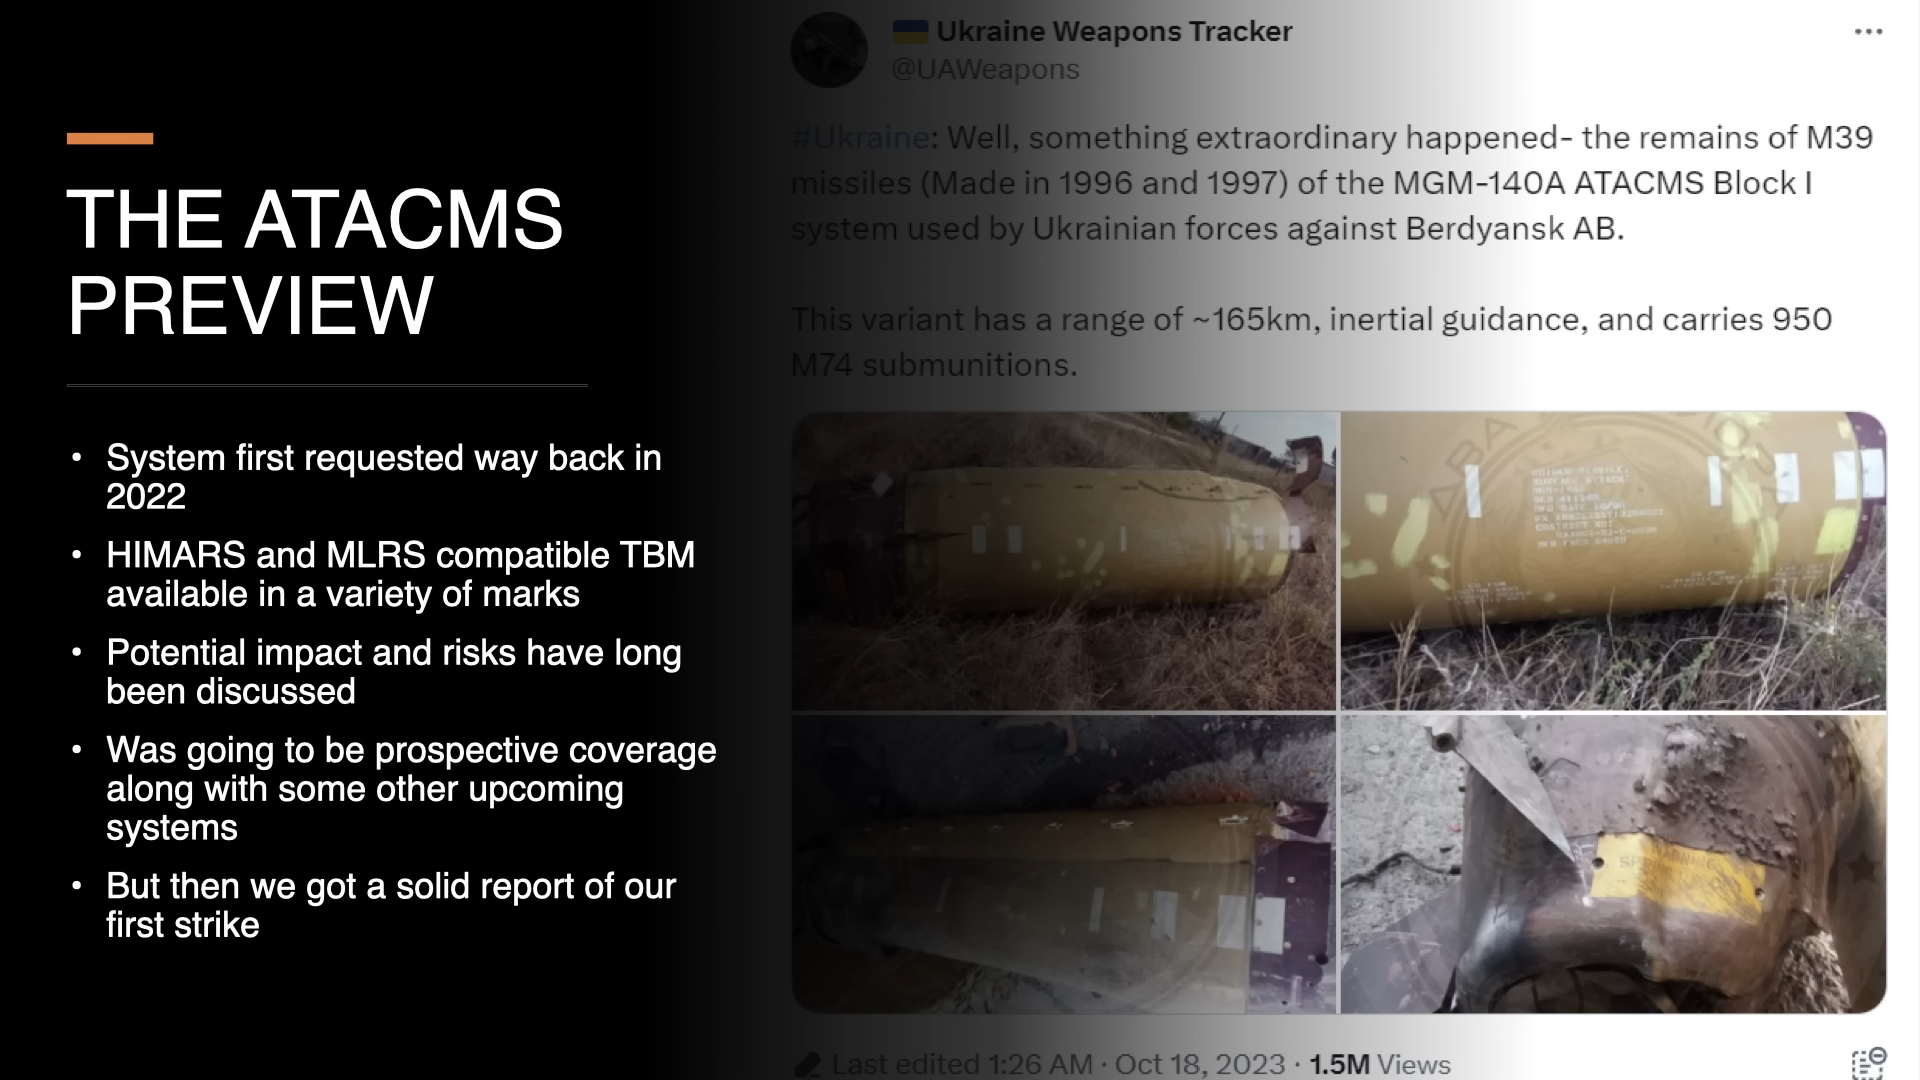 THE ATACMS
PREVIEW
• System first requested way back in
2022
• HIMARS and MLRS compatible TBM
available in a variety of marks
• Potential impact and risks have long
been discussed
• Was going to be prospective coverage
along with some other upcoming
systems
• But then we got a solid report of our
first strike
Ukraine Weapons Tracker
@UAWeapons
#Ukraine: Well, something extraordinary happened- the remains of M39
missiles (Made in 1996 and 1997) of the MGM-140A ATACMS Block I
system used by Ukrainian forces against Berdyansk AB.
This variant has a range of ~165km, inertial guidance, and carries 950
M74 submunitions.
Last edited 1:26 AM · Oct 18, 2023 · 1.5M Views